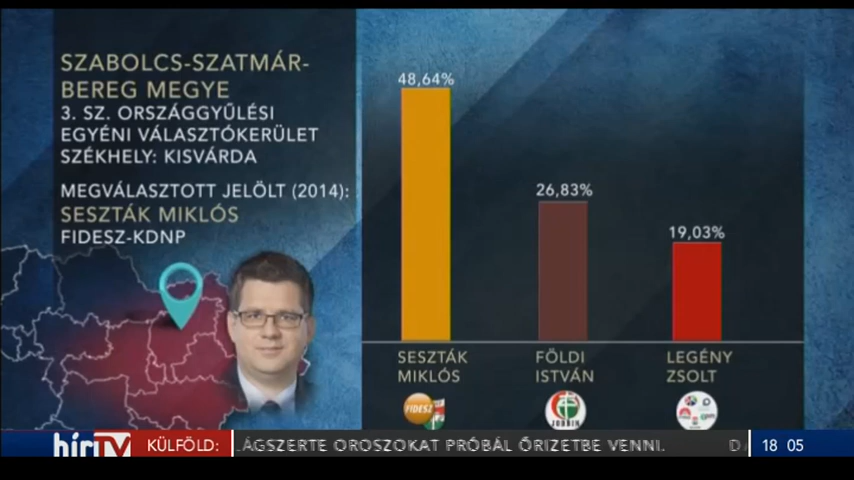 SZABOLCS-SZATMÁR-
BEREG MEGYE
3. SZ. ORSZÁGGYŰLÉSI
EGYÉNI VÁLASZTÓKERÜLET
SZÉKHELY: KISVÁRDA
MEGVÁLASZTOTT JELÖLT (2014):
SESZTÁK MIKLÓS
FIDESZ-KDNP
48,64%
26,83%
19,03%
SESZTÁK
MIKLÓS
FÖLDI
ISTVÁN
LEGÉNY
ZSOLT
FIDESZ
JOBBIK
hírTV
KÜLFÖLD:
LÁGSZERTE OROSZOKAT PRÓBÁL ŐRIZETBE VENNI.
18 05